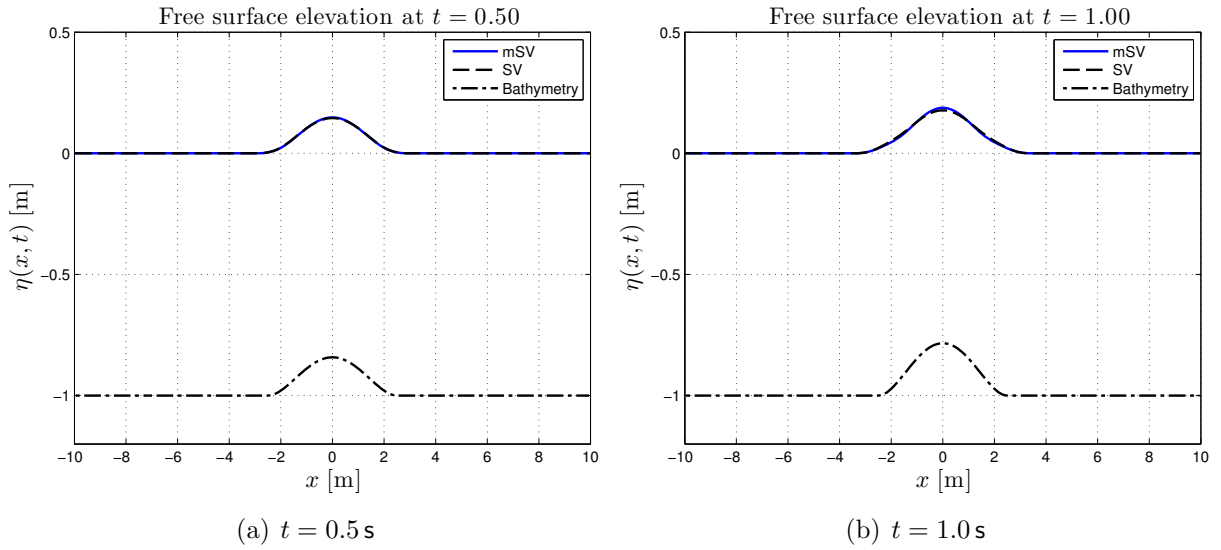 Free surface elevation at t = 0.50
0.5
0
−0.5
−1
η(x, t) [m]
mSV
SV
Bathymetry
−10 −8 −6 −4 −2 0 2 4 6 8 10
x [m]
(a) t = 0.5 s
Free surface elevation at t = 1.00
0.5
0
−0.5
−1
η(x, t) [m]
mSV
SV
Bathymetry
−10 −8 −6 −4 −2 0 2 4 6 8 10
x [m]
(b) t = 1.0 s